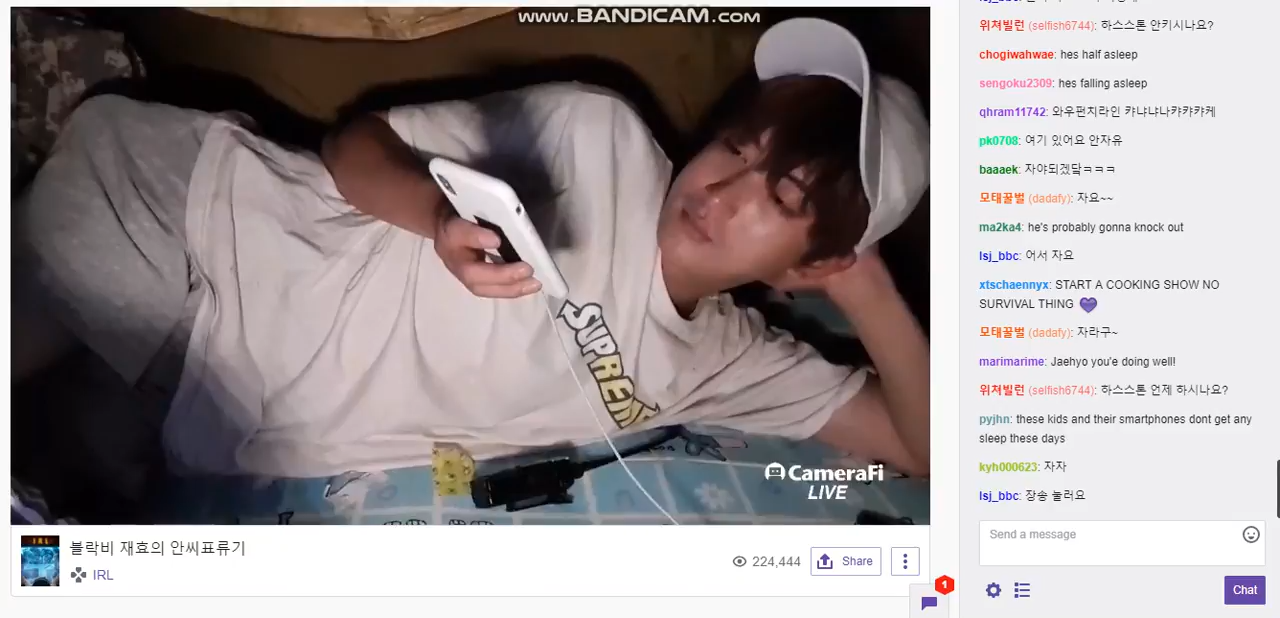 www.BANDICAM.com
SUPREME
CameraFi
LIVE
블락비 재효의 안씨표류기
IRL
224,444
Share
1
위쳐빌런 (selfish6744): 하스스톤 안키시나요?
chogiwahwae: hes half asleep
sengoku2309: hes falling asleep
qhram11742: 와우펀치라인 캬냐냐나캬캬캬케
pk0708: 여기 있어요 안자유
baaaek: 자야되겠닼ㅋㅋㅋ
모태꿀벌 (dadafy): 자요~~
ma2ka4: he's probably gonna knock out
lsj_bbc: 어서 자요
xtschaennyx: START A COOKING SHOW NO
SURVIVAL THING
모태꿀벌 (dadafy): 자라구~
marimarime: Jaehyo you'e doing well!
위쳐빌런 (selfish6744): 하스스톤 언제 하시나요?
pyjhn: these kids and their smartphones dont get any
sleep these days
kyh000623: 자자
lsj_bbc: 장송 눌러요
Send a message
Chat